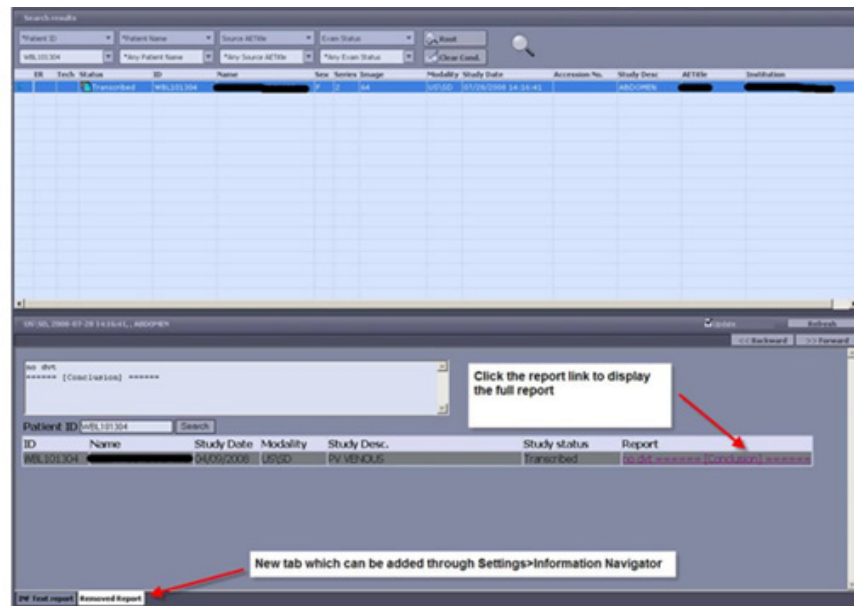 Search results
*Patient ID *Patient Name Source AETitle Exam Status Reset
WBL101304 *Any Patient Name *Any Source AETitle *Any Exam Status Clear Cond.
ER Tech Status ID Name Sex Series Image Modality Study Date Accession No. Study Desc AETitle Institution
Transcribed WBL101304 F 2 64 US\SD 07/28/2008 14:16:41 ABDOMEN
US\SD, 2008-07-28 14:16:41, , ABDOMEN Update Refresh
<< Backward >> Forward
no dvt
====== [Conclusion] ======
Click the report link to display
the full report
Patient ID WBL101304 Search
ID Name Study Date Modality Study Desc. Study status Report
WBL101304 04/09/2008 US\SD PV VENOUS Transcribed no dvt ====== [Conclusion] ======
New tab which can be added through Settings>Information Navigator
Text report Removed Report